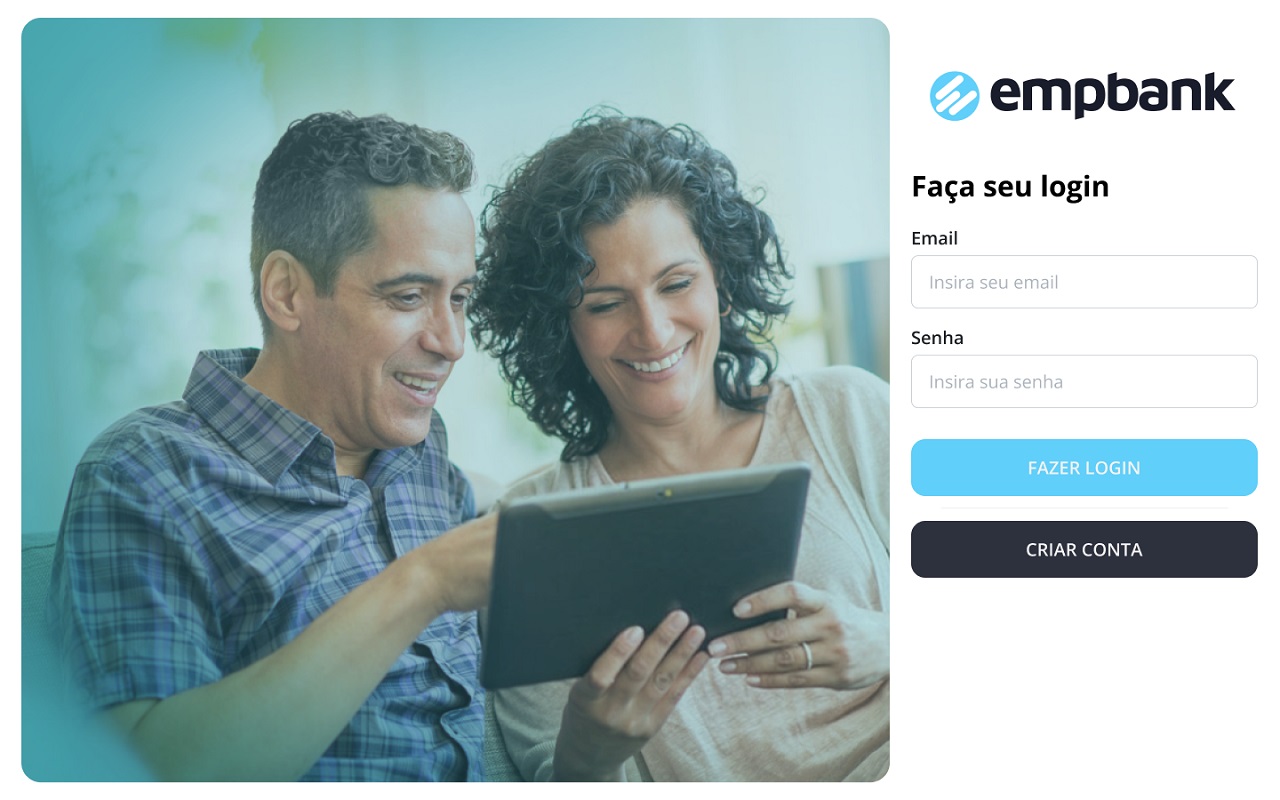 empbank
Faça seu login
Email
Insira seu email
Senha
Insira sua senha
FAZER LOGIN
CRIAR CONTA